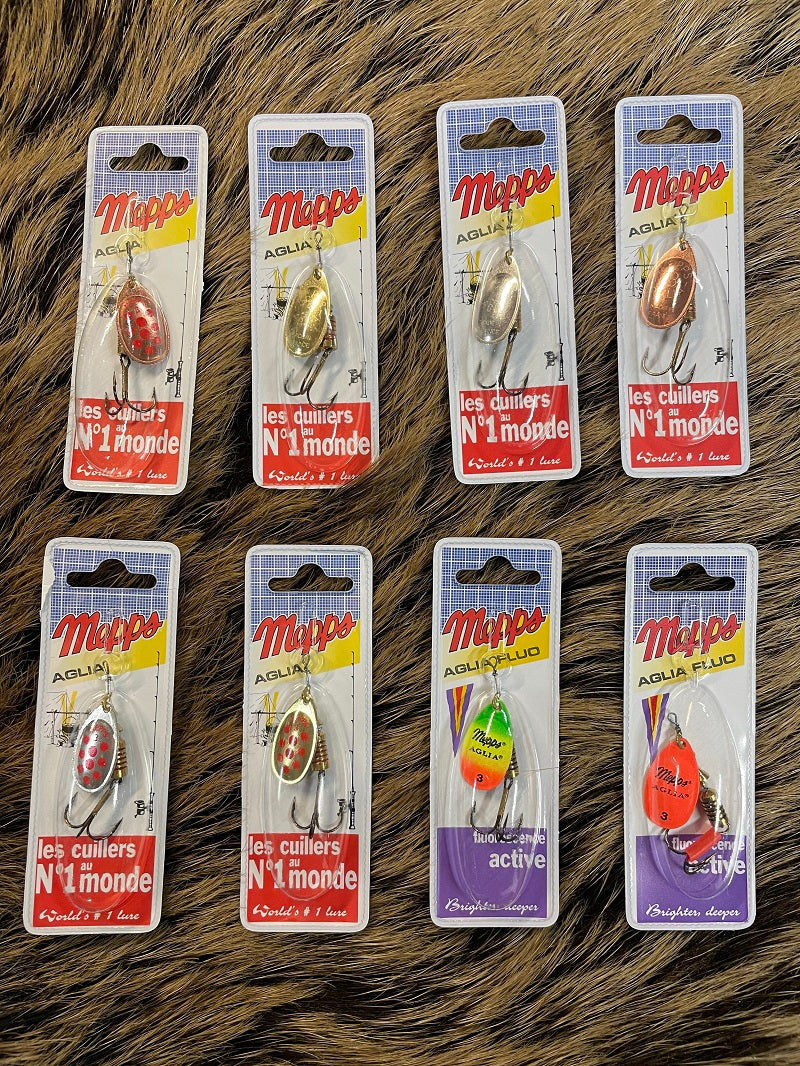 Mepps
AGLIA
les cuillers
au
N°1 monde
World's # 1 lure
Mepps
AGLIA®
les cuillers
au
N°1 monde
World's # 1 lure
Mepps
AGLIA
les cuillers
au
N°1 monde
World's # 1 lure
Mepps
AGLIA
les cuillers
au
N°1 monde
World's # 1 lure
Mepps
AGLIA
les cuillers
au
N°1 monde
World's # 1 lure
Mepps
AGLIA
les cuillers
au
N°1 monde
World's # 1 lure
Mepps
AGLIA FLUO
Mepps®
AGLIA®
3
fluorescence
active
Brighter, deeper
Mepps
AGLIA FLUO
Mepps
AGLIA®
3
fluorescence
active
Brighter, deeper